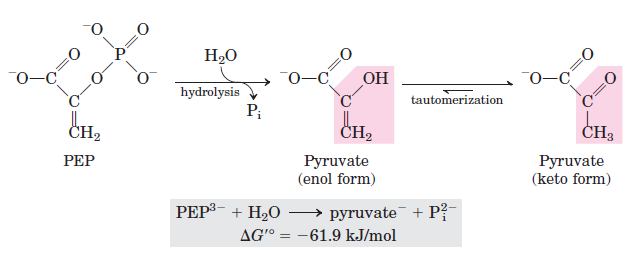 ⁻O O
P
O O⁻
⁻O—C O
C
CH₂
PEP
H₂O
hydrolysis
Pᵢ
⁻O—C O OH
C
CH₂
Pyruvate
(enol form)
tautomerization
⁻O—C O O
C
CH₃
Pyruvate
(keto form)
PEP³⁻ + H₂O ⟶ pyruvate⁻ + Pᵢ²⁻
ΔG′° = −61.9 kJ/mol